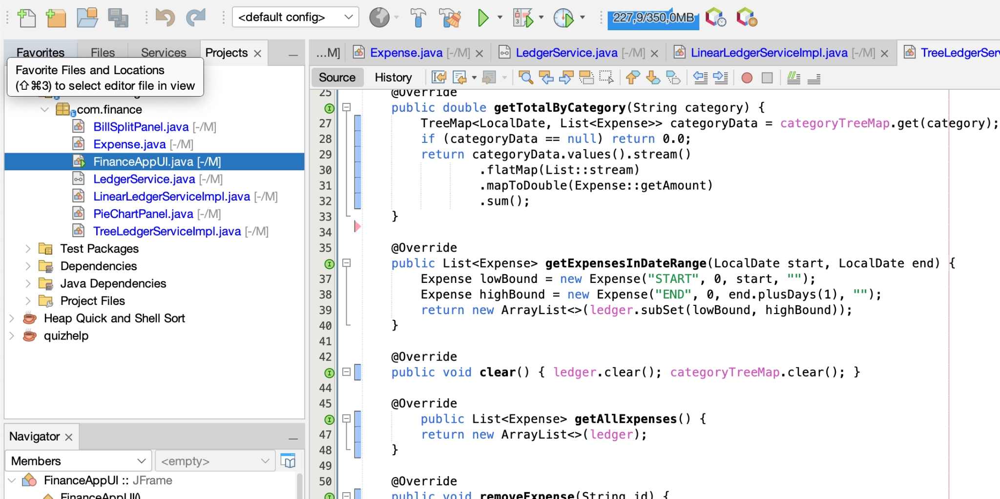 <default config>
227,9/350,0MB
Favorites
Files
Services
Projects
Favorite Files and Locations
(⇧⌘3) to select editor file in view
com.finance
BillSplitPanel.java [-/M]
Expense.java [-/M]
FinanceAppUI.java [-/M]
LedgerService.java [-/M]
LinearLedgerServiceImpl.java [-/M]
PieChartPanel.java [-/M]
TreeLedgerServiceImpl.java [-/M]
Test Packages
Dependencies
Java Dependencies
Project Files
Heap Quick and Shell Sort
quizhelp
Navigator
Members
<empty>
FinanceAppUI :: JFrame
FinanceAppUI()
...M]
Expense.java [-/M]
LedgerService.java [-/M]
LinearLedgerServiceImpl.java [-/M]
TreeLedgerSer
Source
History
25 @Override
public double getTotalByCategory(String category) {
27 TreeMap<LocalDate, List<Expense>> categoryData = categoryTreeMap.get(category);
28 if (categoryData == null) return 0.0;
29 return categoryData.values().stream()
30 .flatMap(List::stream)
31 .mapToDouble(Expense::getAmount)
32 .sum();
33 }
34
35 @Override
public List<Expense> getExpensesInDateRange(LocalDate start, LocalDate end) {
37 Expense lowBound = new Expense("START", 0, start, "");
38 Expense highBound = new Expense("END", 0, end.plusDays(1), "");
39 return new ArrayList<>(ledger.subSet(lowBound, highBound));
40 }
41
42 @Override
public void clear() { ledger.clear(); categoryTreeMap.clear(); }
44
45 @Override
public List<Expense> getAllExpenses() {
47 return new ArrayList<>(ledger);
48 }
49
50 @Override
public void removeExpense(String id) {